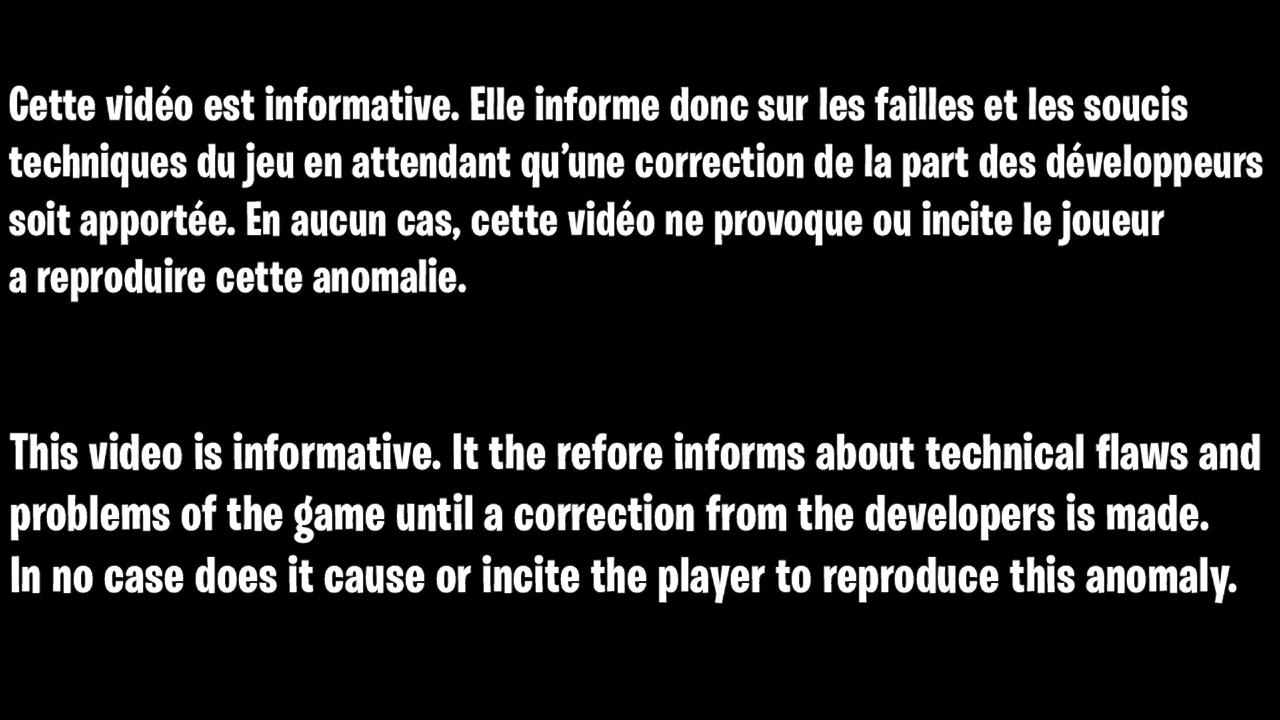 Cette vidéo est informative. Elle informe donc sur les failles et les soucis
techniques du jeu en attendant qu’une correction de la part des développeurs
soit apportée. En aucun cas, cette vidéo ne provoque ou incite le joueur
a reproduire cette anomalie.
This video is informative. It the refore informs about technical flaws and
problems of the game until a correction from the developers is made.
In no case does it cause or incite the player to reproduce this anomaly.